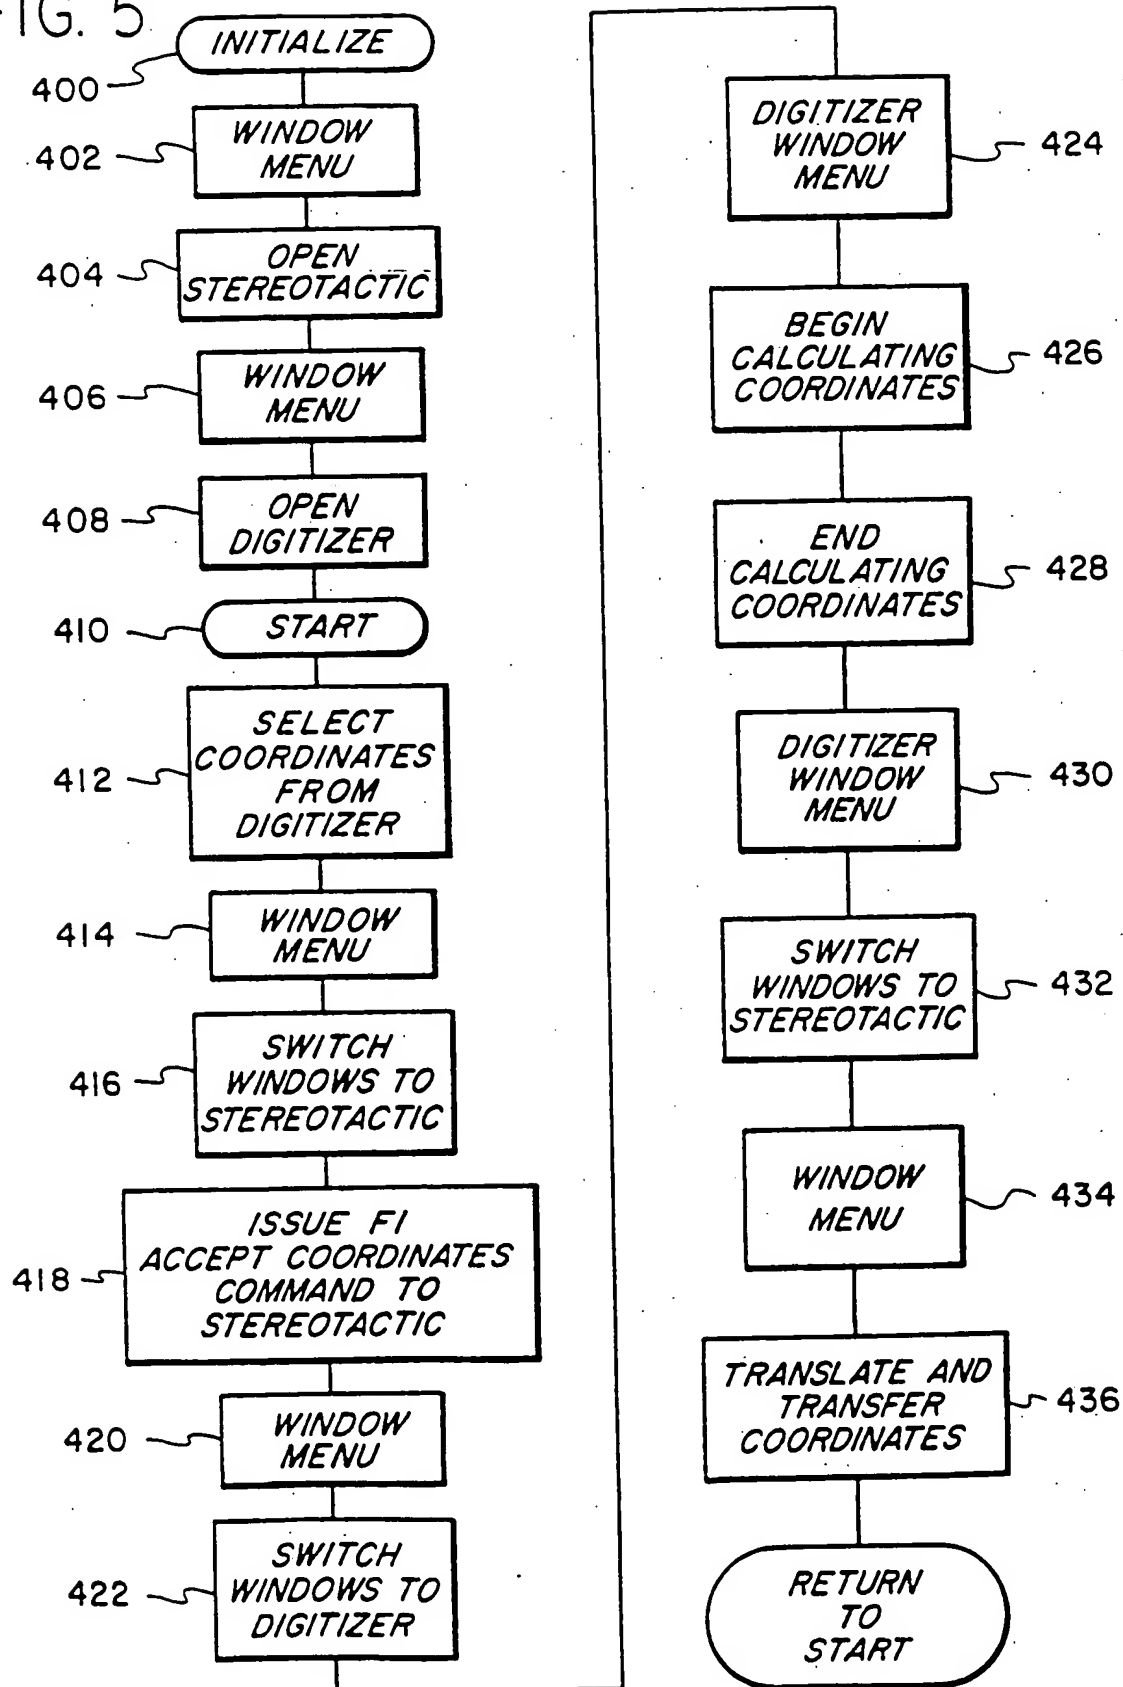 FIG. 5
INITIALIZE
400
WINDOW
MENU
402
OPEN
STEREOTACTIC
404
WINDOW
MENU
406
OPEN
DIGITIZER
408
START
410
SELECT
COORDINATES
FROM
DIGITIZER
412
WINDOW
MENU
414
SWITCH
WINDOWS TO
STEREOTACTIC
416
ISSUE F1
ACCEPT COORDINATES
COMMAND TO
STEREOTACTIC
418
WINDOW
MENU
420
SWITCH
WINDOWS TO
DIGITIZER
422
DIGITIZER
WINDOW
MENU
424
BEGIN
CALCULATING
COORDINATES
426
END
CALCULATING
COORDINATES
428
DIGITIZER
WINDOW
MENU
430
SWITCH
WINDOWS TO
STEREOTACTIC
432
WINDOW
MENU
434
TRANSLATE AND
TRANSFER
COORDINATES
436
RETURN
TO
START